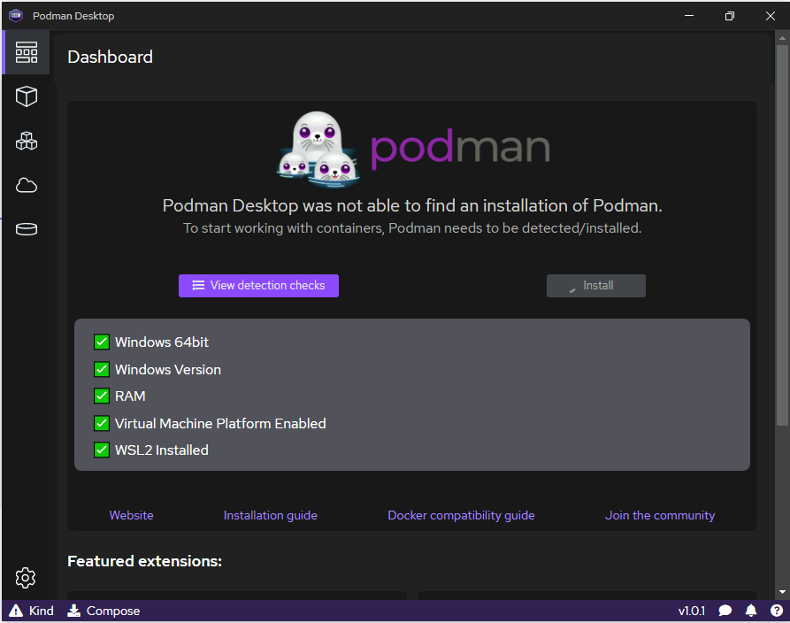 Podman Desktop
Dashboard
podman
Podman Desktop was not able to find an installation of Podman.
To start working with containers, Podman needs to be detected/installed.
View detection checks
Install
Windows 64bit
Windows Version
RAM
Virtual Machine Platform Enabled
WSL2 Installed
Website Installation guide Docker compatibility guide Join the community
Featured extensions:
Kind Compose v1.0.1